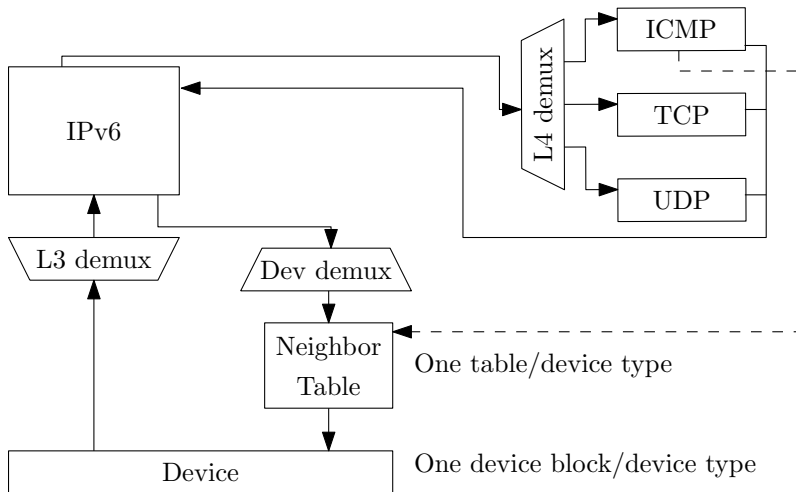 ICMP
IPv6
L4 demux
TCP
UDP
L3 demux
Dev demux
Neighbor
Table
One table/device type
Device
One device block/device type